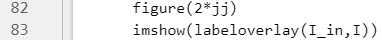 82 figure(2*jj)
83 imshow(labeloverlay(I_in,I))